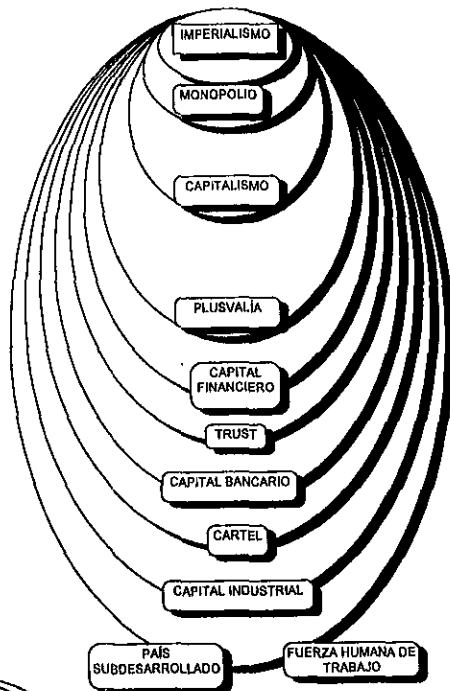 IMPERIALISMO
MONOPOLIO
CAPITALISMO
PLUSVALÍA
CAPITAL
FINANCIERO
TRUST
CAPITAL BANCARIO
CARTEL
CAPITAL INDUSTRIAL
PAÍS
SUBDESARROLLADO
FUERZA HUMANA DE
TRABAJO